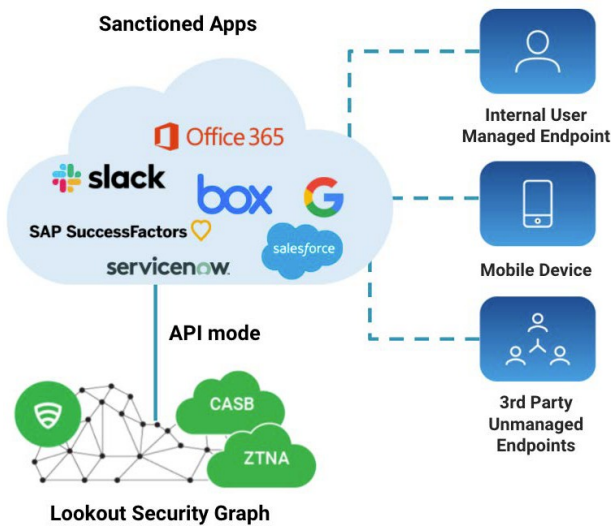 Sanctioned Apps
Office 365
slack
box
G
SAP SuccessFactors
salesforce
servicenow
API mode
CASB
ZTNA
Lookout Security Graph
Internal User
Managed Endpoint
Mobile Device
3rd Party
Unmanaged
Endpoints